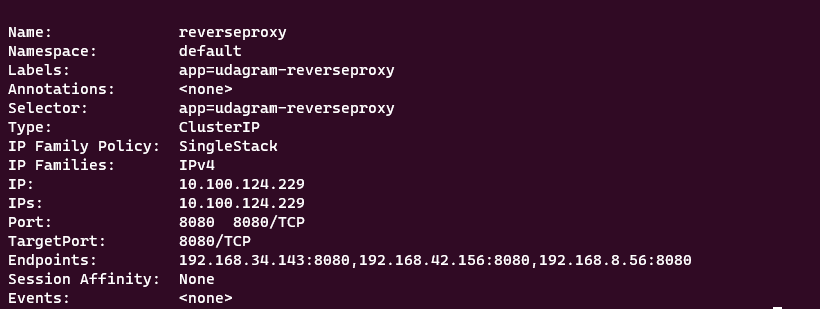 Name:              reverseproxy
Namespace:         default
Labels:            app=udagram-reverseproxy
Annotations:       <none>
Selector:          app=udagram-reverseproxy
Type:              ClusterIP
IP Family Policy:  SingleStack
IP Families:       IPv4
IP:                10.100.124.229
IPs:               10.100.124.229
Port:              8080  8080/TCP
TargetPort:        8080/TCP
Endpoints:         192.168.34.143:8080,192.168.42.156:8080,192.168.8.56:8080
Session Affinity:  None
Events:            <none>